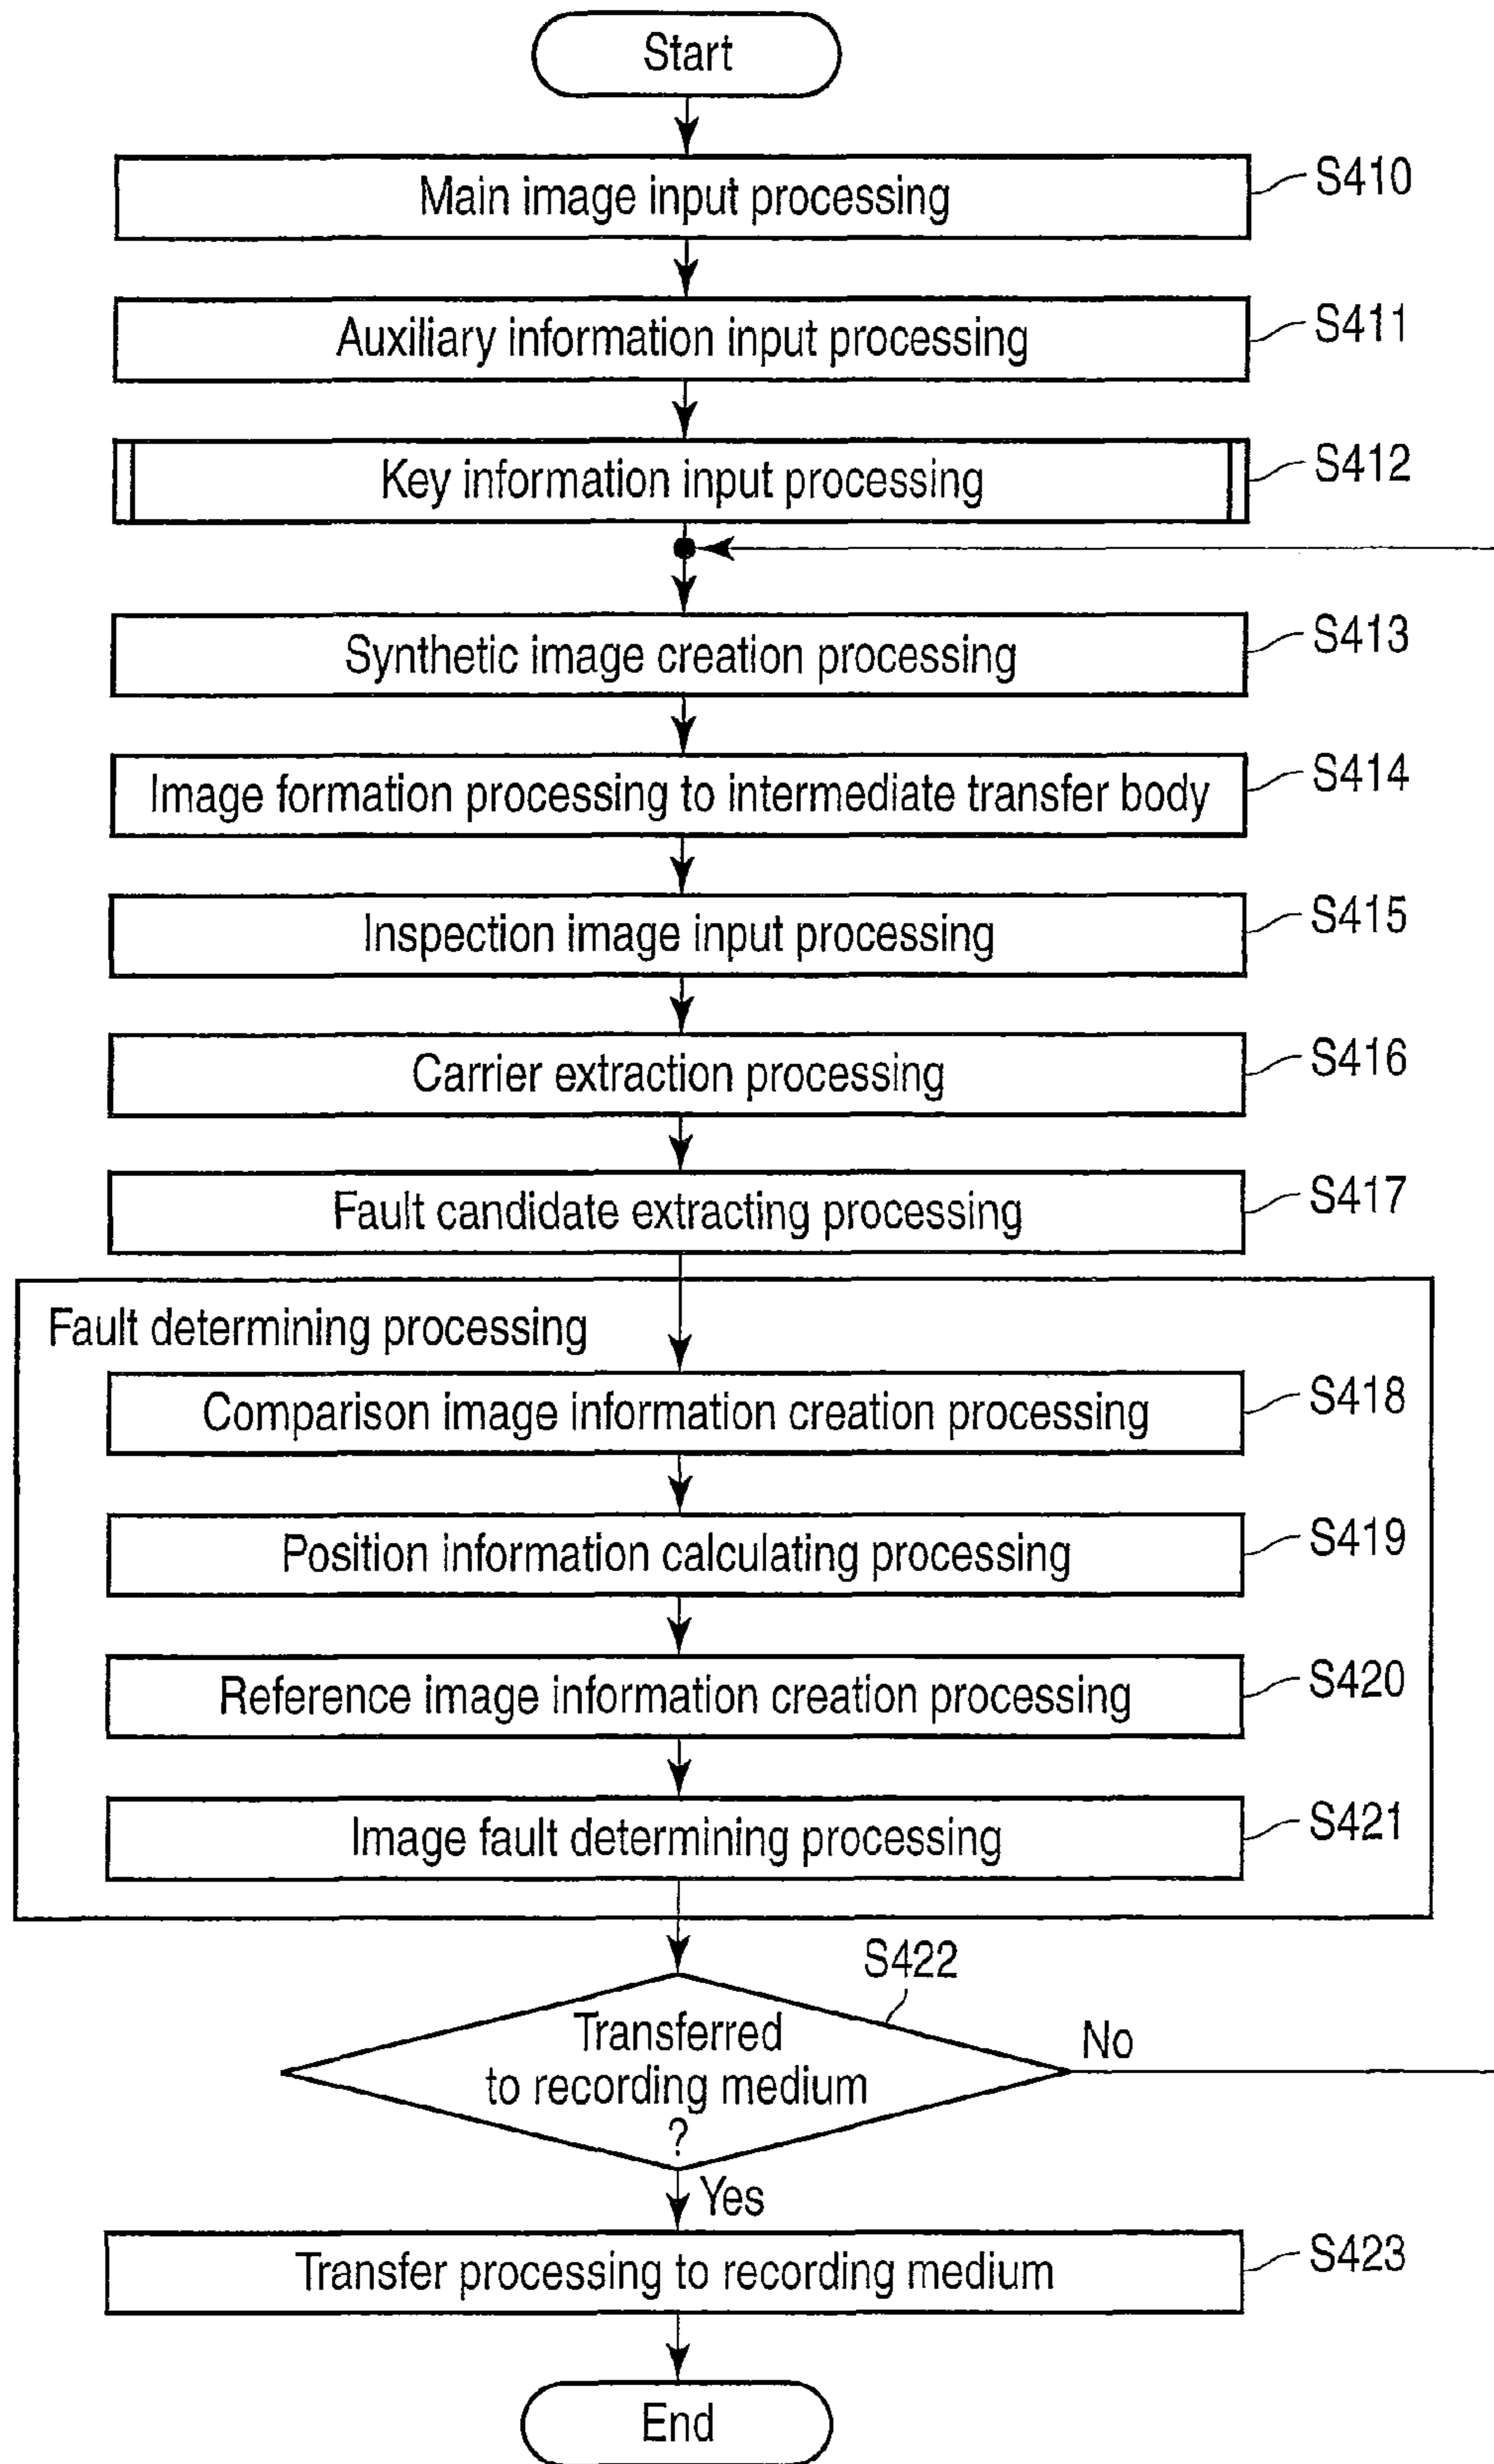 Start
Main image input processing
S410
Auxiliary information input processing
S411
Key information input processing
S412
Synthetic image creation processing
S413
Image formation processing to intermediate transfer body
S414
Inspection image input processing
S415
Carrier extraction processing
S416
Fault candidate extracting processing
S417
Fault determining processing
Comparison image information creation processing
S418
Position information calculating processing
S419
Reference image information creation processing
S420
Image fault determining processing
S421
S422
Transferred
to recording medium
?
No
Yes
Transfer processing to recording medium
S423
End